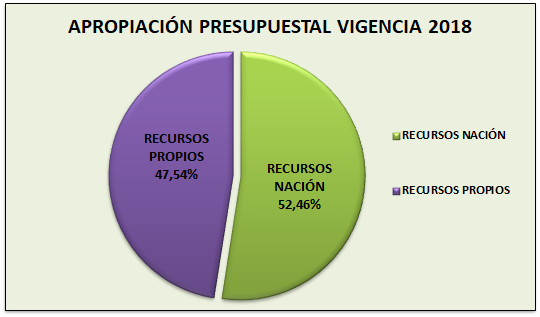 APROPIACIÓN PRESUPUESTAL VIGENCIA 2018
RECURSOS
PROPIOS
47,54%
RECURSOS
NACIÓN
52,46%
RECURSOS NACIÓN
RECURSOS PROPIOS